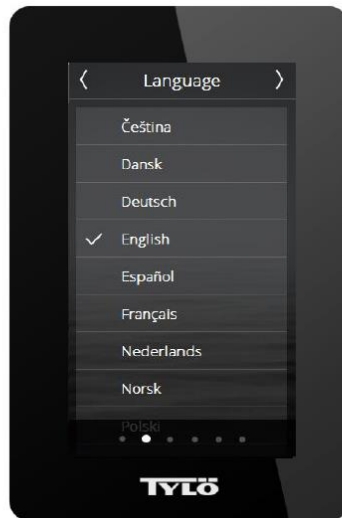 Language
Čeština
Dansk
Deutsch
English
Español
Français
Nederlands
Norsk
Polski
TYLÖ